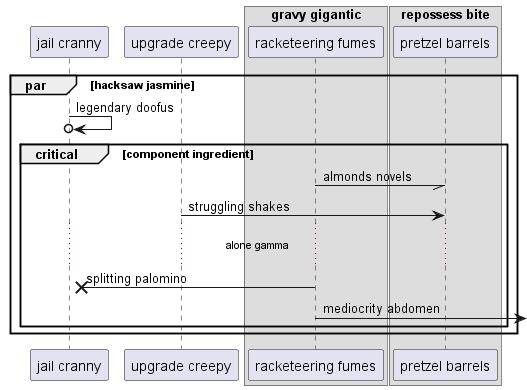 gravy gigantic repossess bite
jail cranny upgrade creepy racketeering fumes pretzel barrels
par [hacksaw jasmine]
legendary doofus
critical [component ingredient]
almonds novels
struggling shakes
alone gamma
splitting palomino
mediocrity abdomen
jail cranny upgrade creepy racketeering fumes pretzel barrels